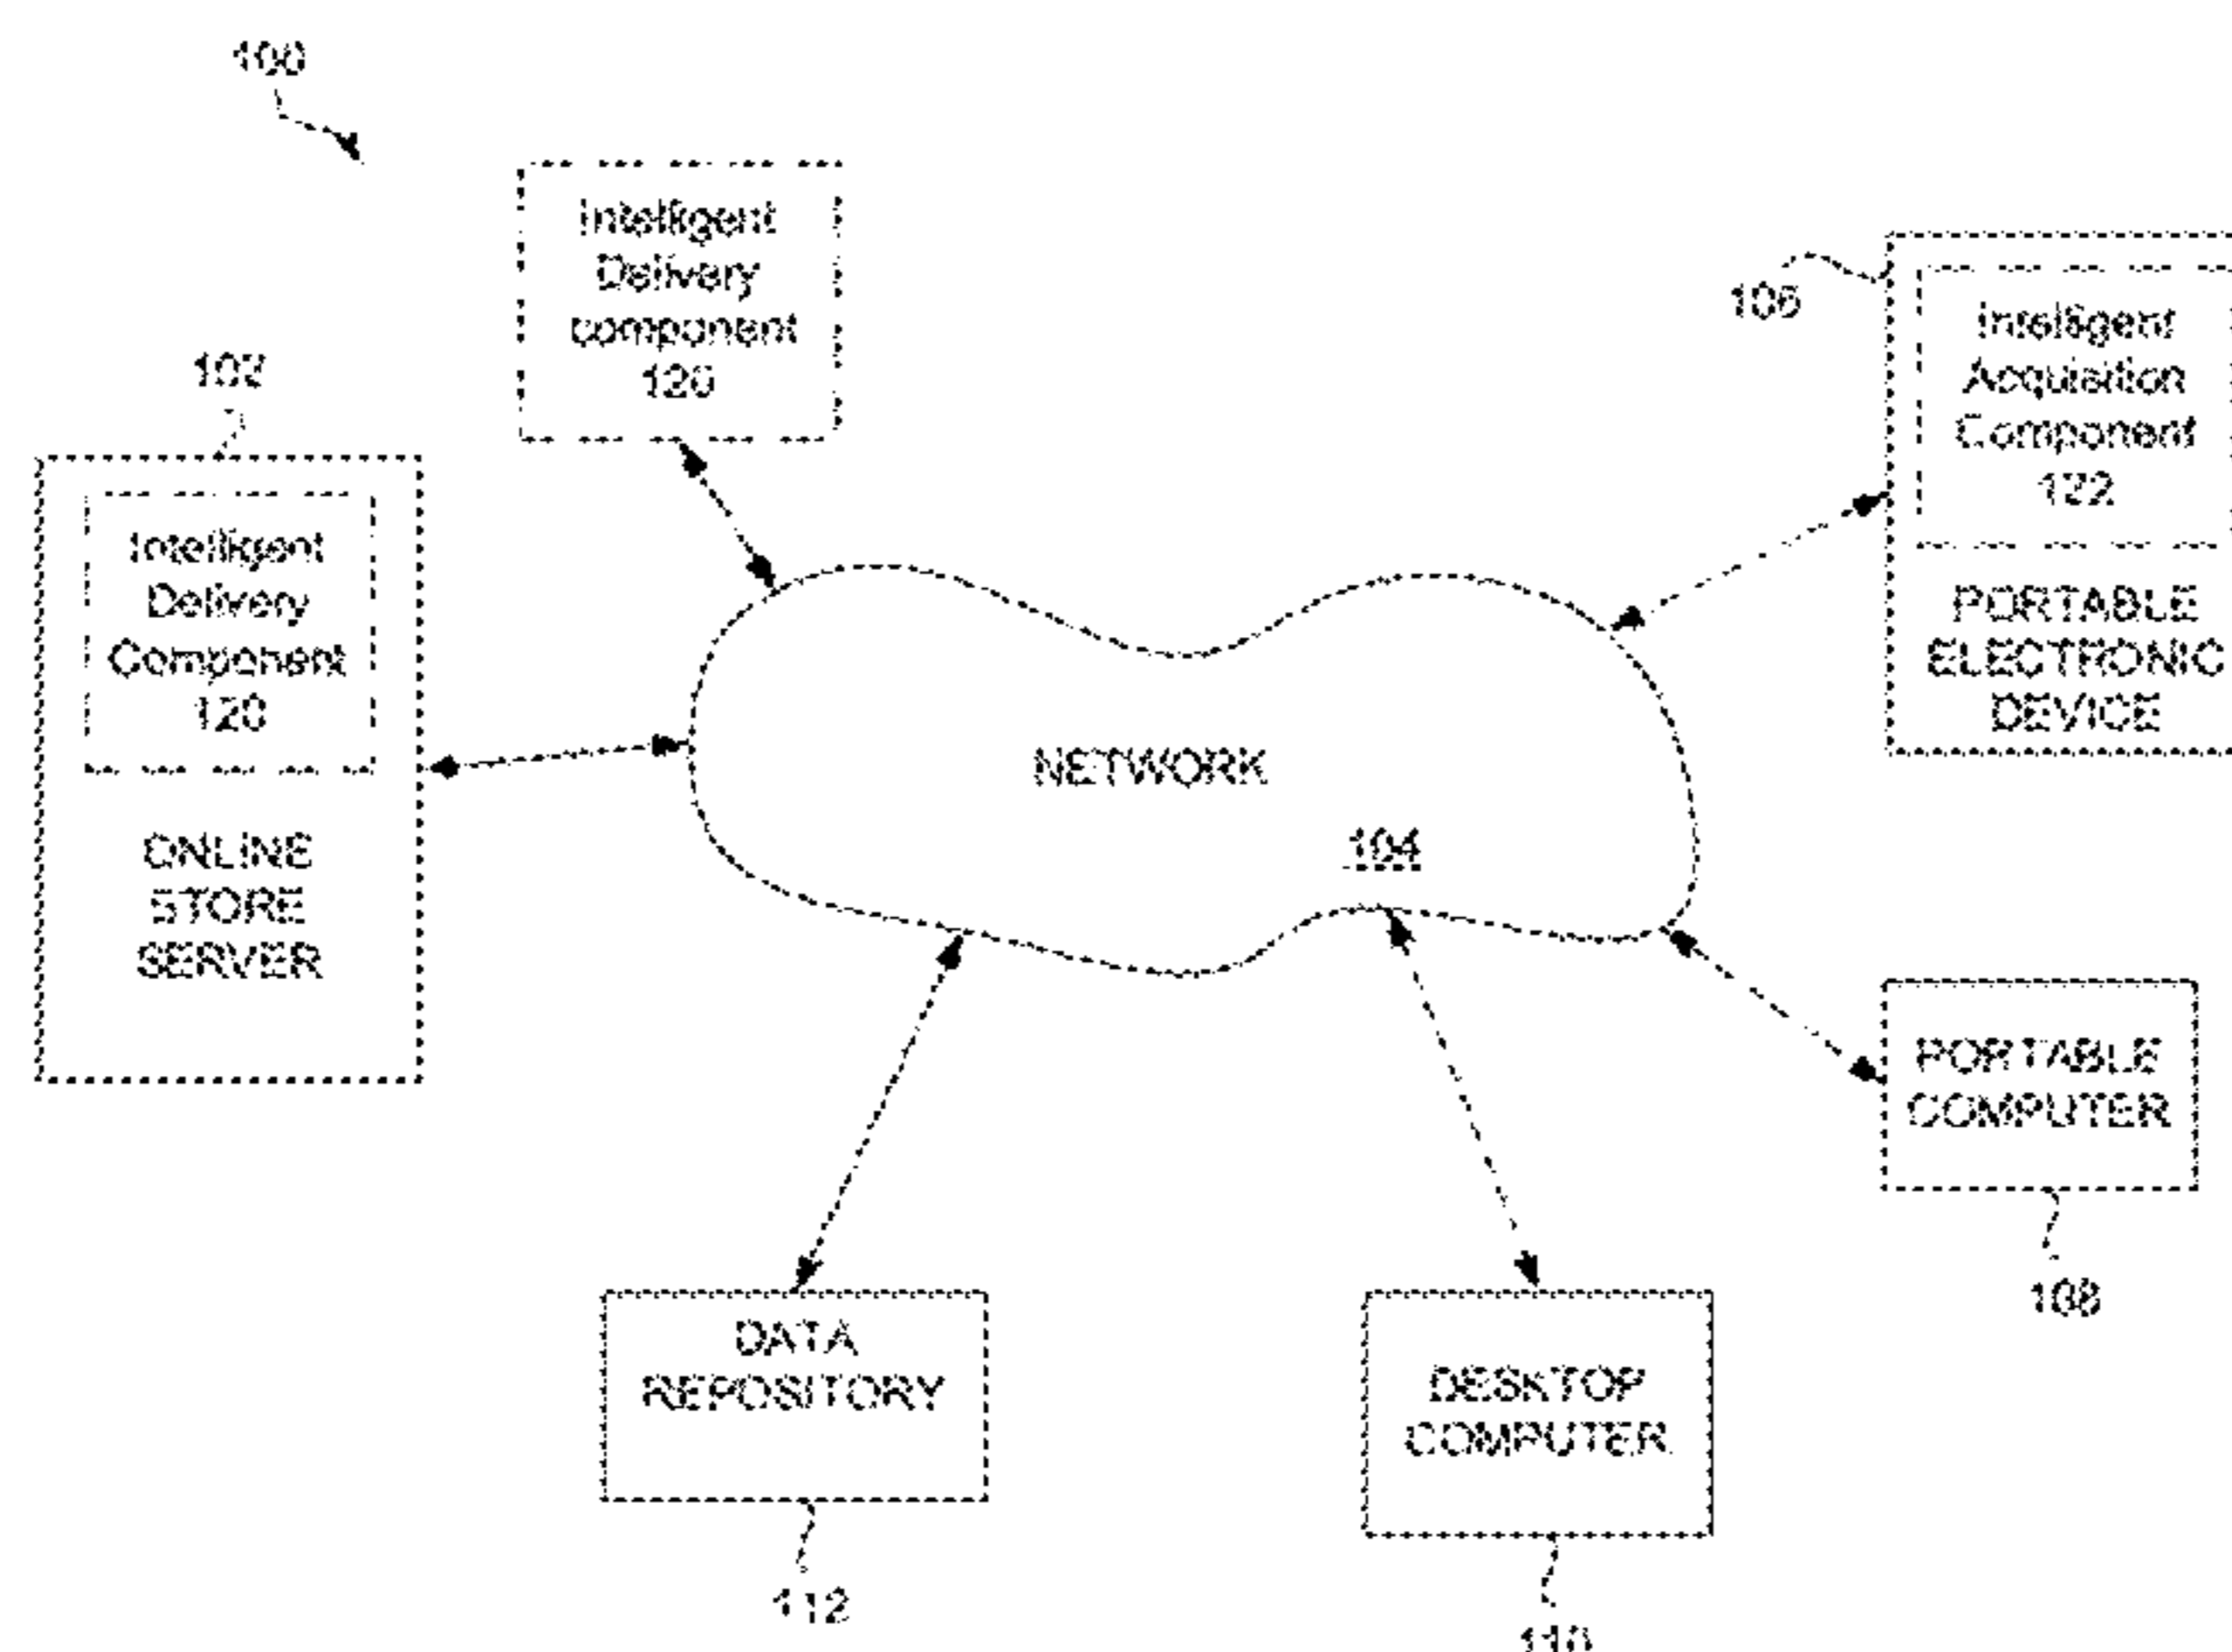 100
Intelligent
Delivery
component
120
102
Intelligent
Delivery
Component
120
ONLINE
STORE
SERVER
106
Intelligent
Acquisition
Component
122
PORTABLE
ELECTRONIC
DEVICE
NETWORK
104
PORTABLE
COMPUTER
108
DATA
REPOSITORY
112
DESKTOP
COMPUTER
110